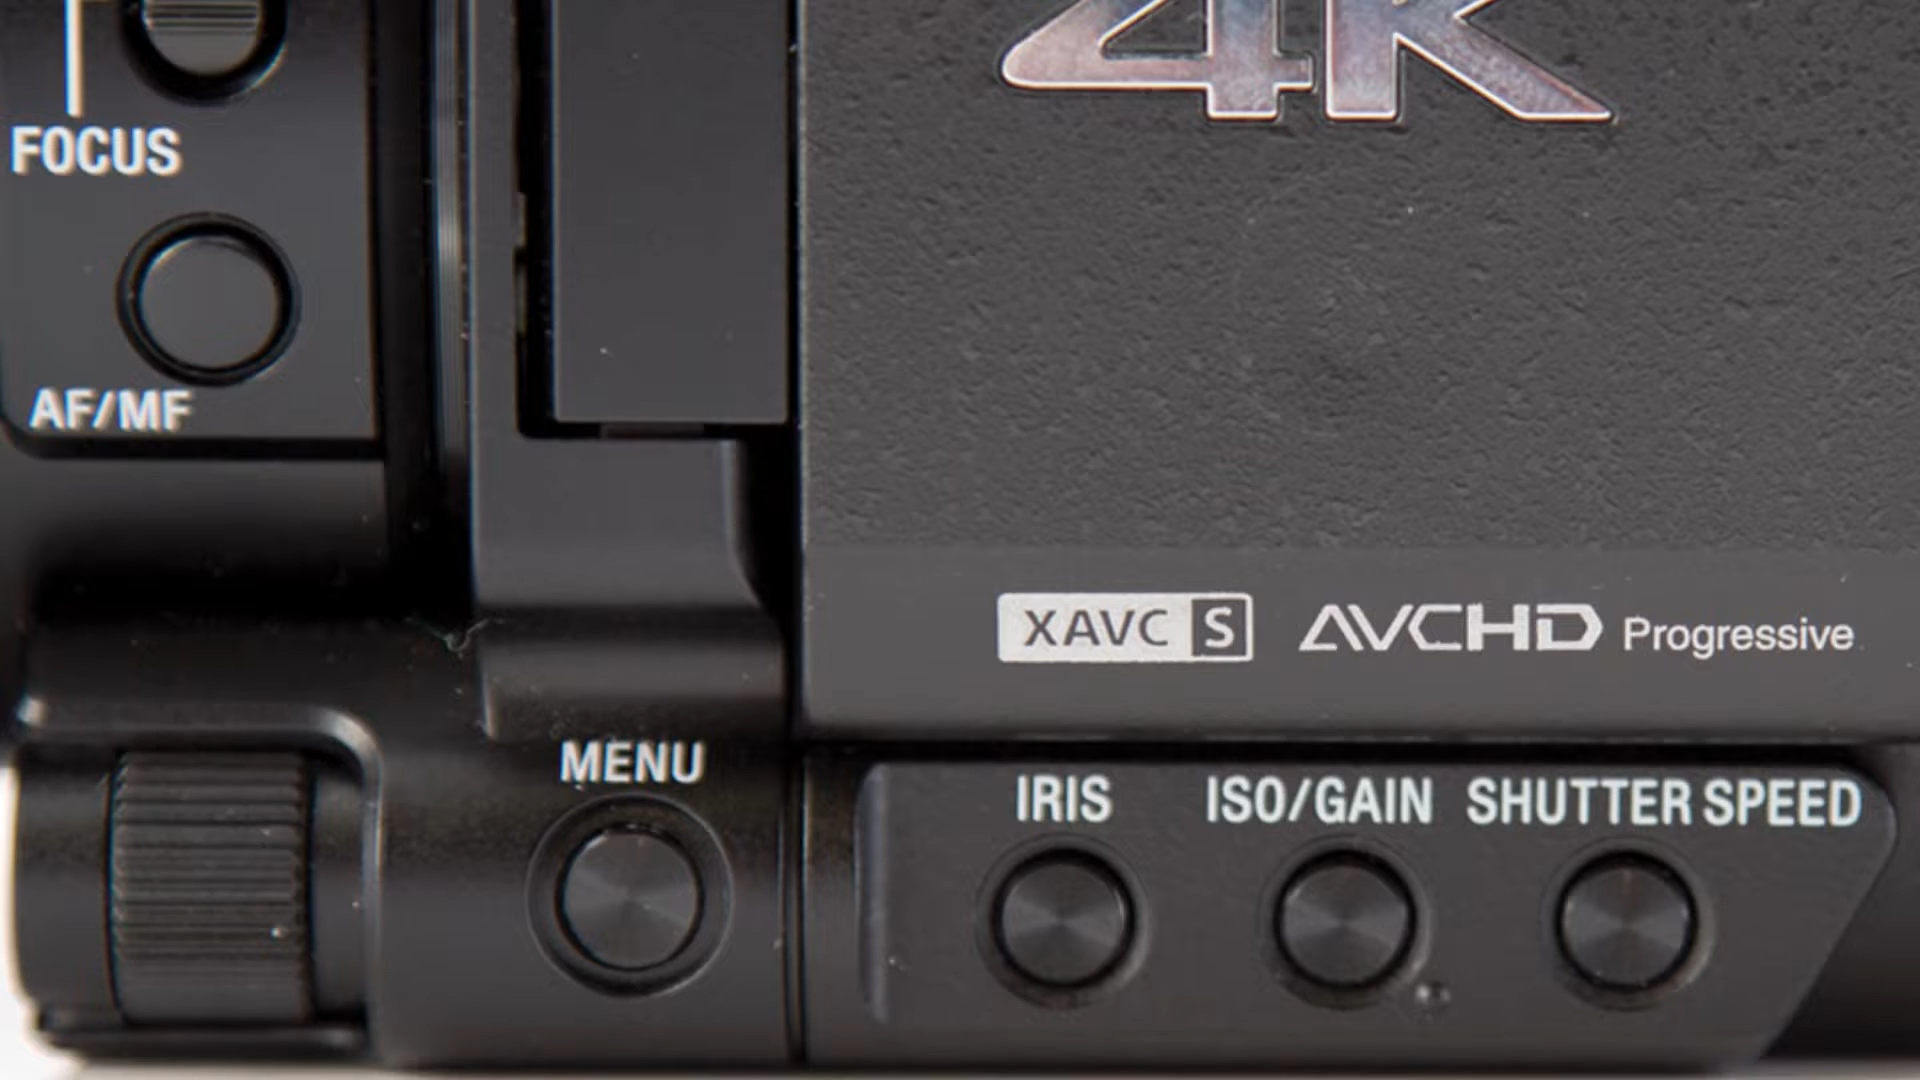 4K
FOCUS
AF/MF
XAVC S AVCHD Progressive
MENU
IRIS ISO/GAIN SHUTTER SPEED